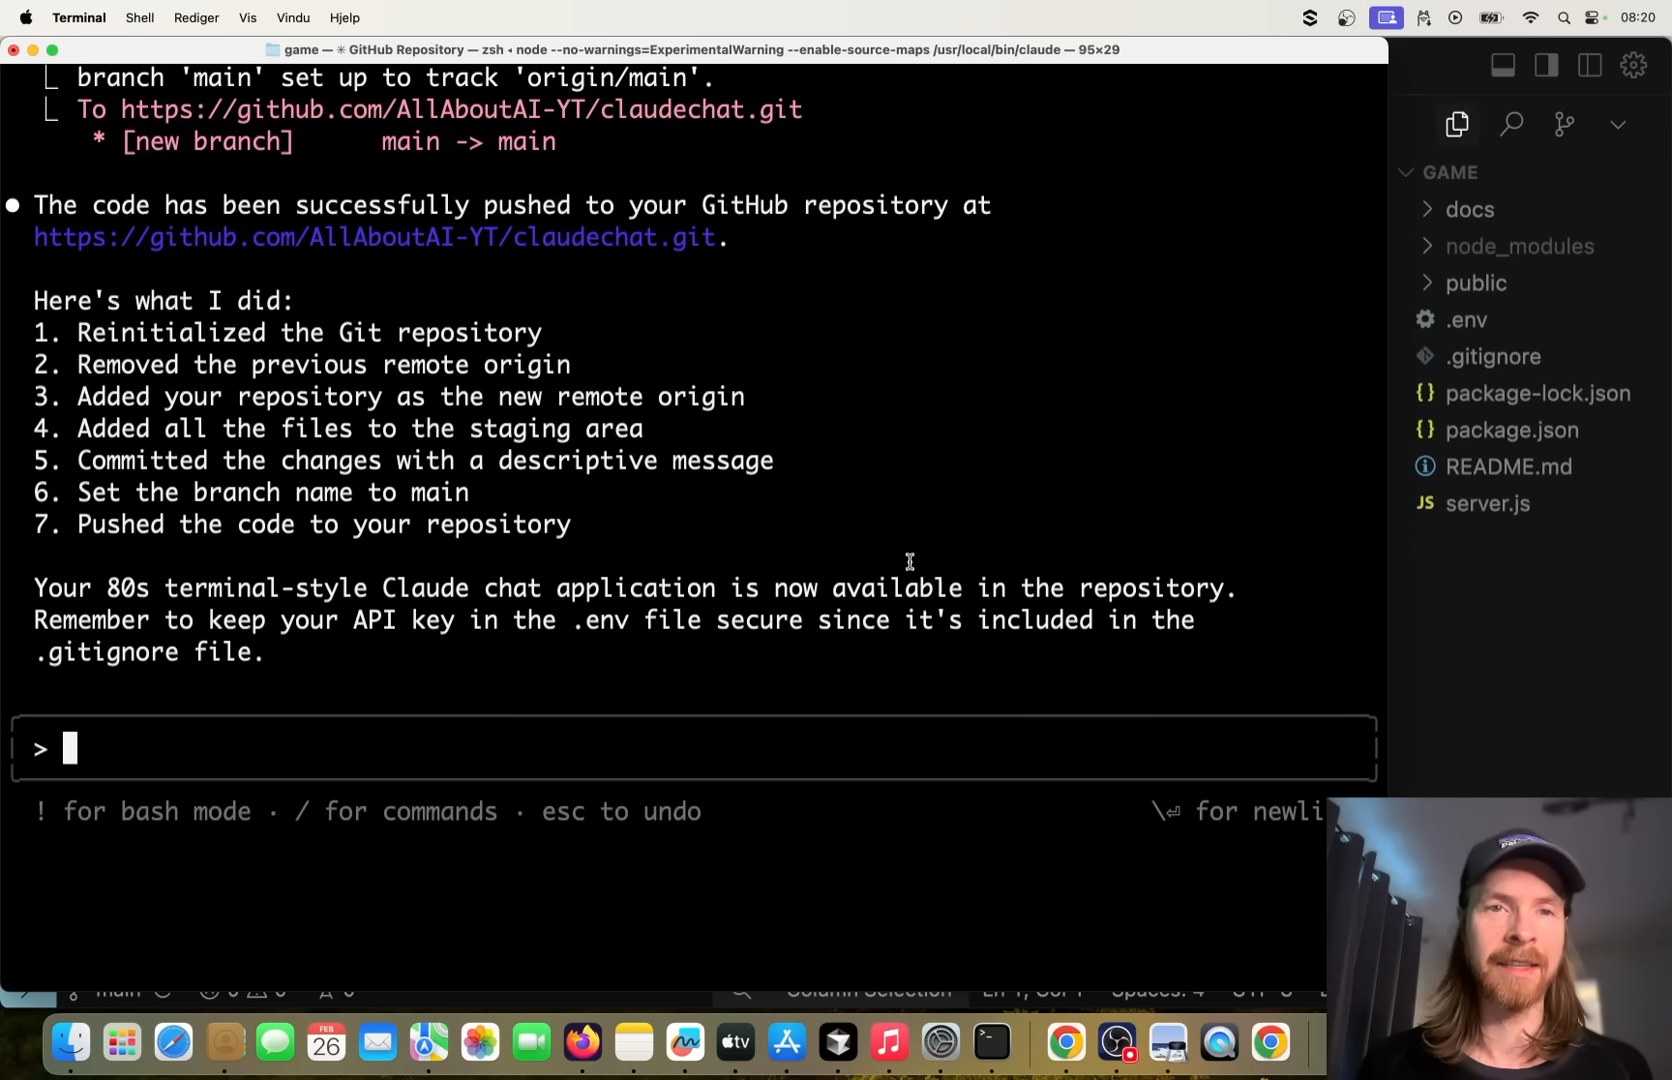 Terminal Shell Rediger Vis Vindu Hjelp 08:20
game — ✳ GitHub Repository — zsh ◂ node --no-warnings=ExperimentalWarning --enable-source-maps /usr/local/bin/claude — 95×29
⎿ branch 'main' set up to track 'origin/main'.
⎿ To https://github.com/AllAboutAI-YT/claudechat.git
* [new branch]      main -> main
● The code has been successfully pushed to your GitHub repository at
https://github.com/AllAboutAI-YT/claudechat.git.
Here's what I did:
1. Reinitialized the Git repository
2. Removed the previous remote origin
3. Added your repository as the new remote origin
4. Added all the files to the staging area
5. Committed the changes with a descriptive message
6. Set the branch name to main
7. Pushed the code to your repository
Your 80s terminal-style Claude chat application is now available in the repository.
Remember to keep your API key in the .env file secure since it's included in the
.gitignore file.
>
! for bash mode · / for commands · esc to undo
\⏎ for newli
GAME
docs
node_modules
public
.env
.gitignore
{} package-lock.json
{} package.json
README.md
JS server.js
main
FEB
26
tv